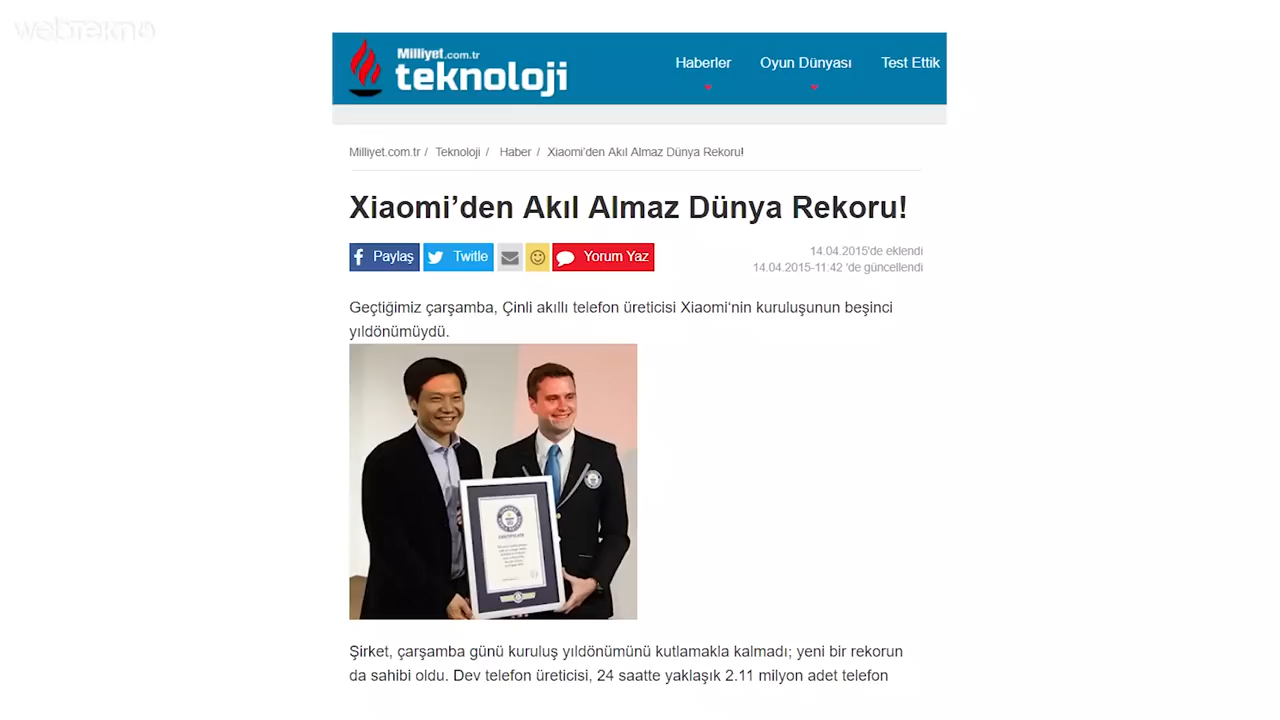 webtekno
Milliyet.com.tr
teknoloji
Haberler
Oyun Dünyası
Test Ettik
Milliyet.com.tr / Teknoloji / Haber / Xiaomi’den Akıl Almaz Dünya Rekoru!
Xiaomi’den Akıl Almaz Dünya Rekoru!
Paylaş
Twitle
Yorum Yaz
14.04.2015'de eklendi
14.04.2015-11:42 'de güncellendi
Geçtiğimiz çarşamba, Çinli akıllı telefon üreticisi Xiaomi‘nin kuruluşunun beşinci
yıldönümüydü.
CERTIFICATE
Şirket, çarşamba günü kuruluş yıldönümünü kutlamakla kalmadı; yeni bir rekorun
da sahibi oldu. Dev telefon üreticisi, 24 saatte yaklaşık 2.11 milyon adet telefon